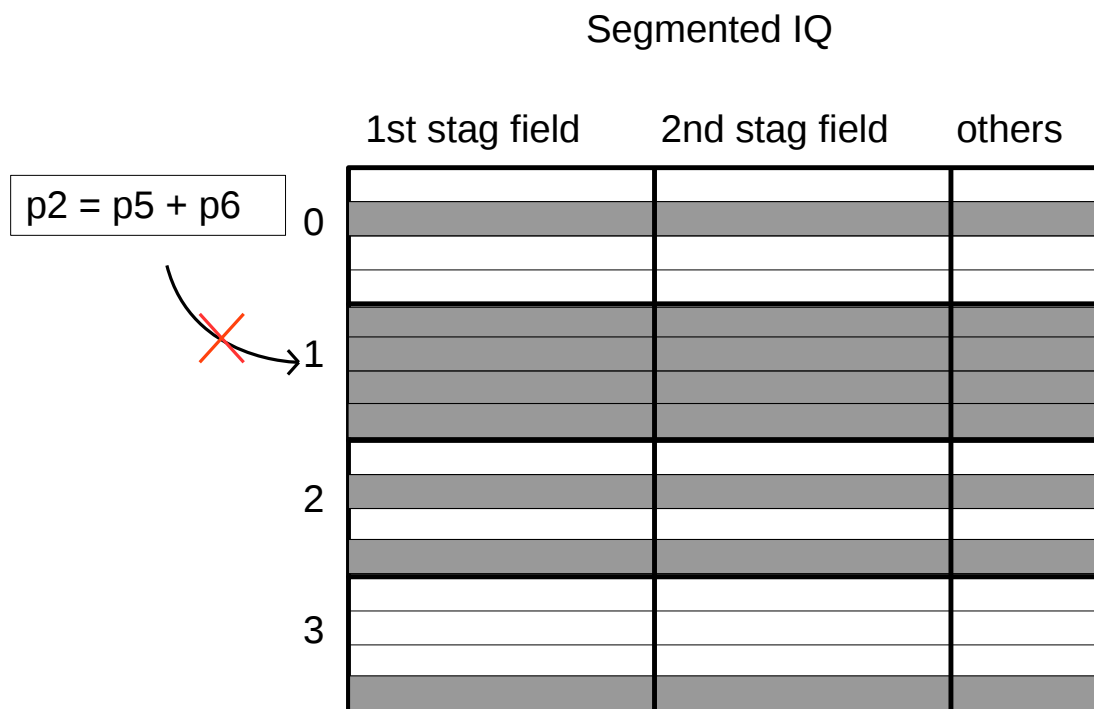 Segmented IQ
1st stag field 2nd stag field others
p2 = p5 + p6
0
1
2
3